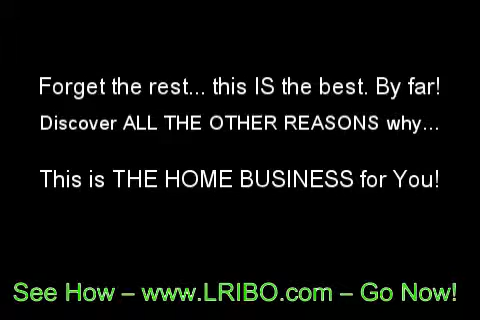 Forget the rest... this IS the best. By far!
Discover ALL THE OTHER REASONS why...
This is THE HOME BUSINESS for You!
See How – www.LRIBO.com – Go Now!